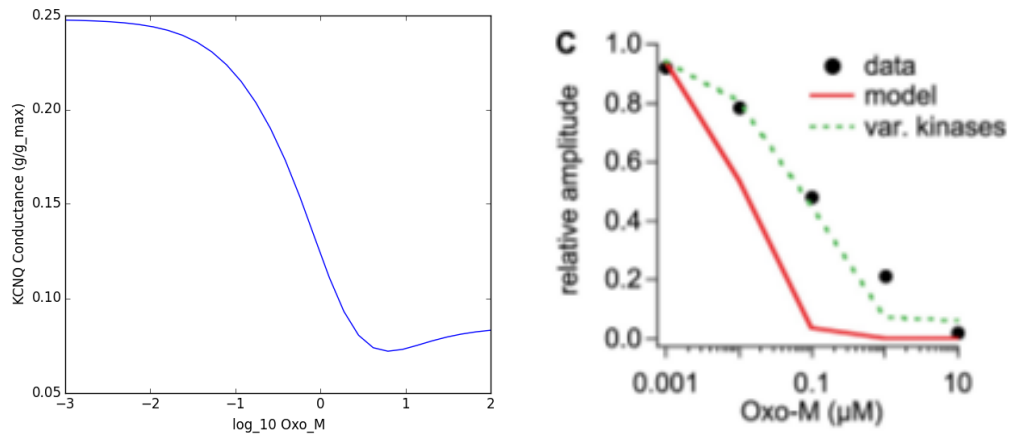 0.25
0.20
0.15
0.10
0.05
KCNQ Conductance (g/g_max)
−3
−2
−1
0
1
2
log_10 Oxo_M
C
1.0
0.8
0.6
0.4
0.2
0.0
relative amplitude
data
model
var. kinases
0.001
0.1
10
Oxo-M (μM)